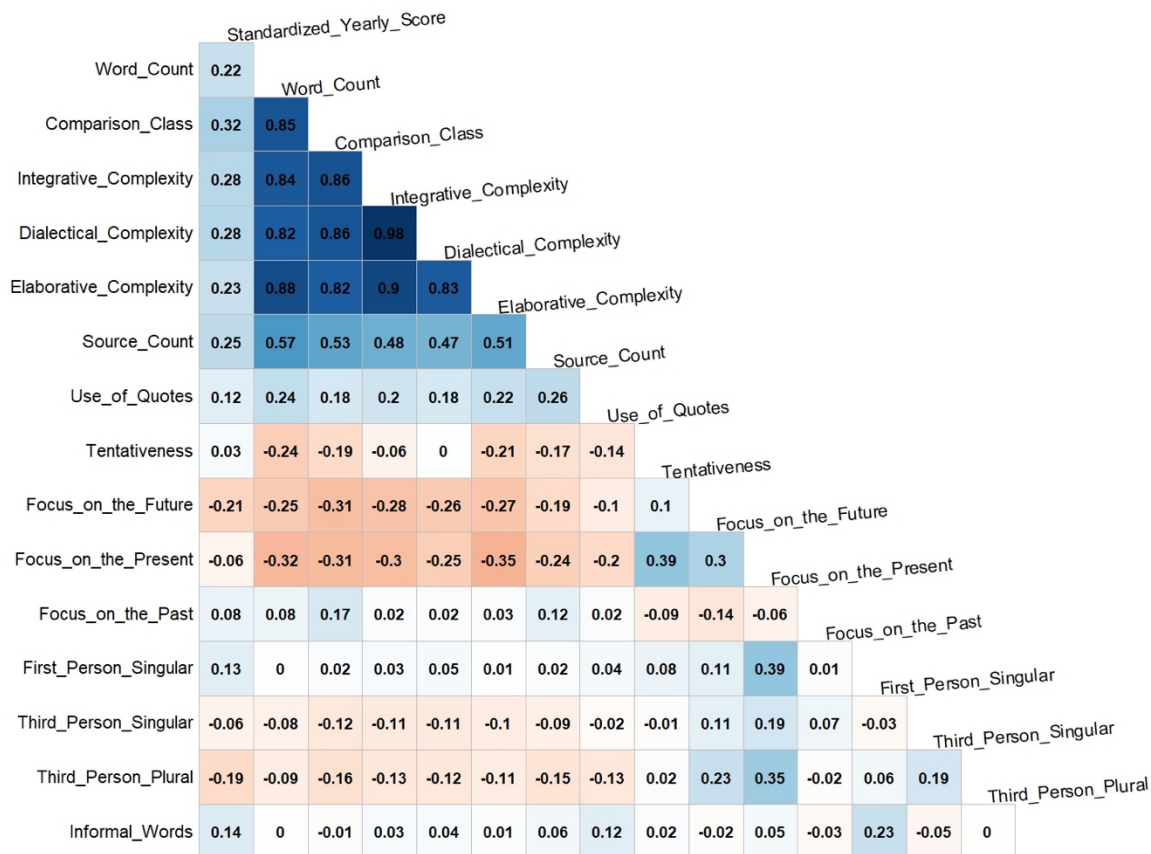 Standardized_Yearly_Score
Word_Count 0.22
Word_Count
Comparison_Class 0.32 0.85
Comparison_Class
Integrative_Complexity 0.28 0.84 0.86
Integrative_Complexity
Dialectical_Complexity 0.28 0.82 0.86 0.98
Dialectical_Complexity
Elaborative_Complexity 0.23 0.88 0.82 0.9 0.83
Elaborative_Complexity
Source_Count 0.25 0.57 0.53 0.48 0.47 0.51
Source_Count
Use_of_Quotes 0.12 0.24 0.18 0.2 0.18 0.22 0.26
Use_of_Quotes
Tentativeness 0.03 -0.24 -0.19 -0.06 0 -0.21 -0.17 -0.14
Tentativeness
Focus_on_the_Future -0.21 -0.25 -0.31 -0.28 -0.26 -0.27 -0.19 -0.1 0.1
Focus_on_the_Future
Focus_on_the_Present -0.06 -0.32 -0.31 -0.3 -0.25 -0.35 -0.24 -0.2 0.39 0.3
Focus_on_the_Present
Focus_on_the_Past 0.08 0.08 0.17 0.02 0.02 0.03 0.12 0.02 -0.09 -0.14 -0.06
Focus_on_the_Past
First_Person_Singular 0.13 0 0.02 0.03 0.05 0.01 0.02 0.04 0.08 0.11 0.39 0.01
First_Person_Singular
Third_Person_Singular -0.06 -0.08 -0.12 -0.11 -0.11 -0.1 -0.09 -0.02 -0.01 0.11 0.19 0.07 -0.03
Third_Person_Singular
Third_Person_Plural -0.19 -0.09 -0.16 -0.13 -0.12 -0.11 -0.15 -0.13 0.02 0.23 0.35 -0.02 0.06 0.19
Third_Person_Plural
Informal_Words 0.14 0 -0.01 0.03 0.04 0.01 0.06 0.12 0.02 -0.02 0.05 -0.03 0.23 -0.05 0